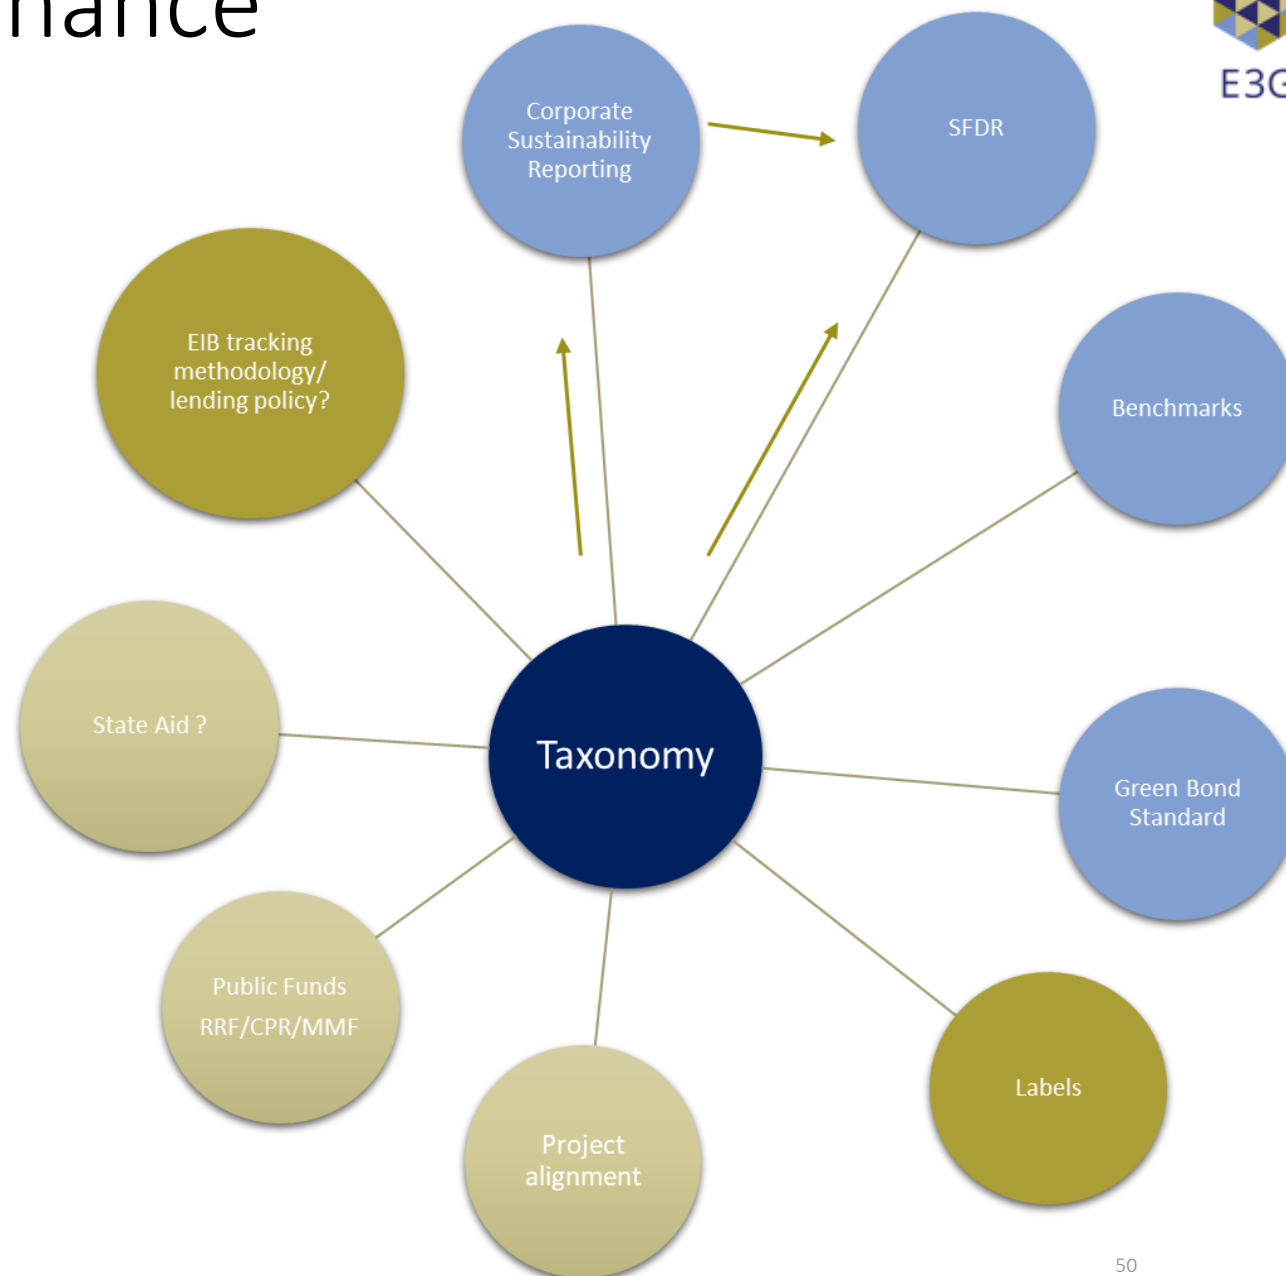 E3G
Corporate
Sustainability
Reporting
SFDR
EIB tracking
methodology/
lending policy?
Benchmarks
State Aid ?
Taxonomy
Green Bond
Standard
Public Funds
RRF/CPR/MMF
Labels
Project
alignment
50